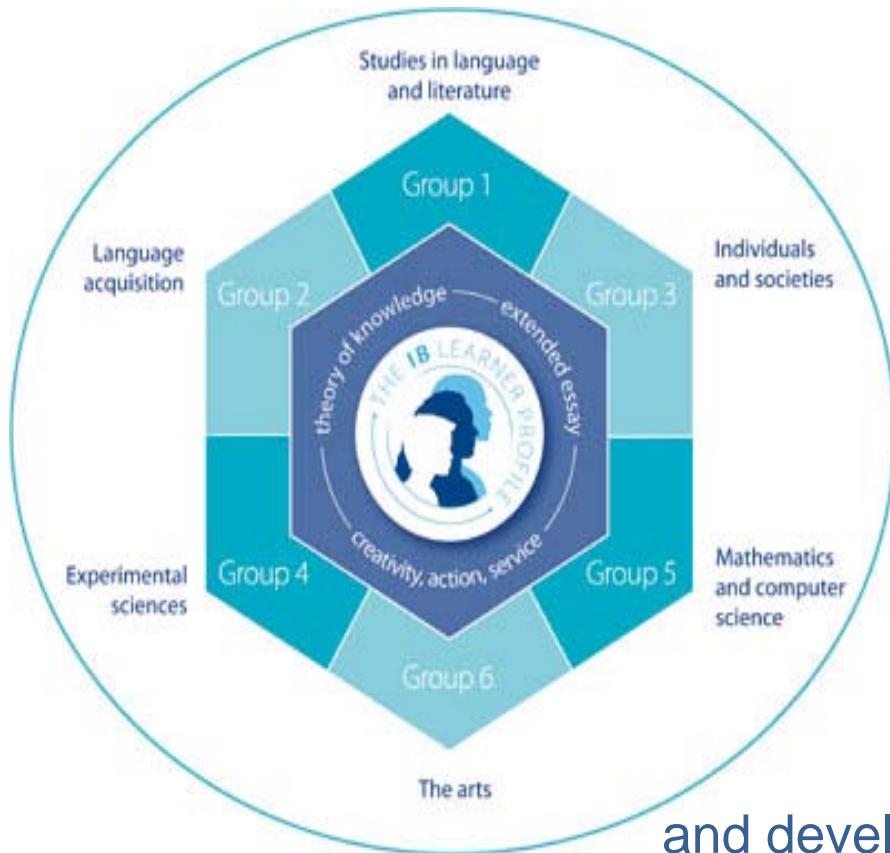 Studies in language
and literature
Group 1
Language
acquisition
Group 2
Group 3
Individuals
and societies
theory of knowledge
extended essay
THE IB LEARNER PROFILE
creativity, action, service
Experimental
sciences
Group 4
Group 5
Mathematics
and computer
science
Group 6
The arts
and devel